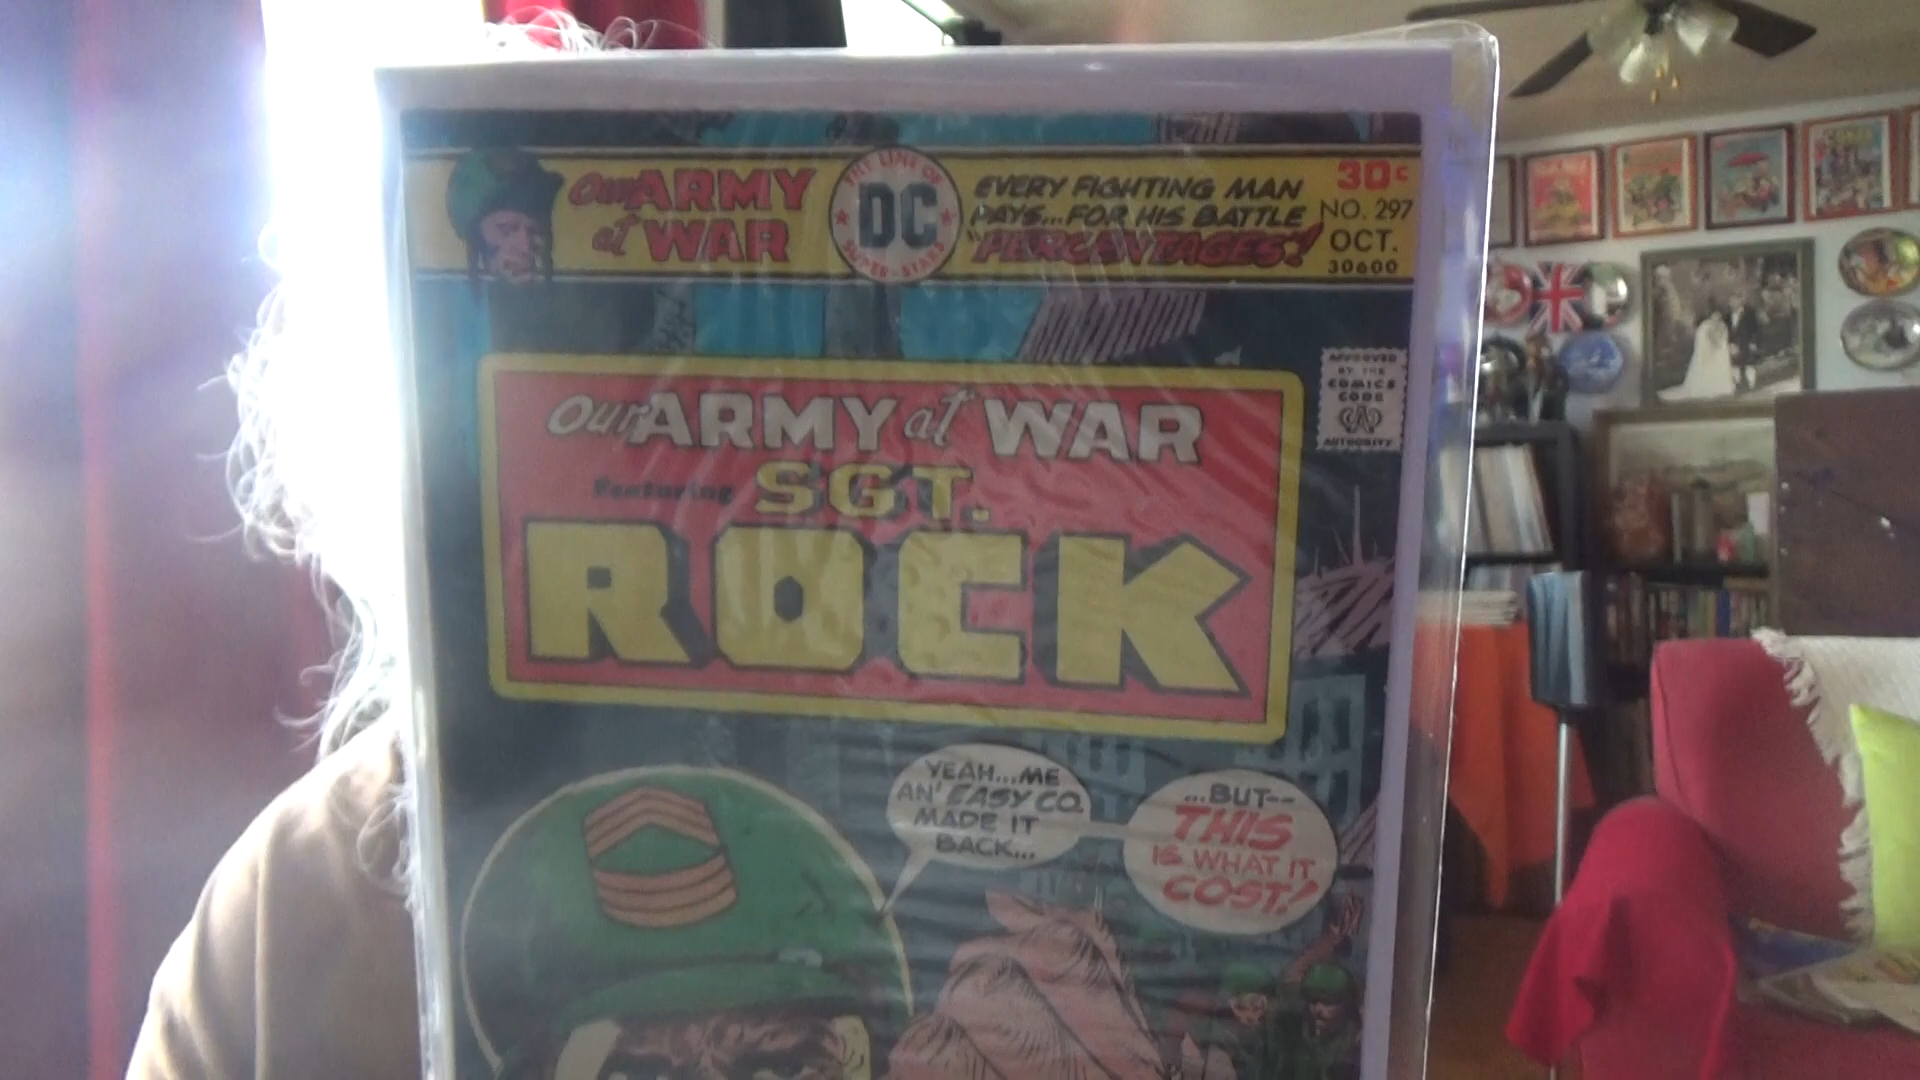 Our ARMY
at WAR
THE LINE OF
DC
SUPER-STARS
EVERY FIGHTING MAN
PAYS...FOR HIS BATTLE
"PERCENTAGES"!
30¢
NO. 297
OCT.
30600
APPROVED
BY THE
COMICS
CODE
CA
AUTHORITY
Our ARMY at WAR
featuring SGT.
ROCK
YEAH...ME
AN' EASY CO.
MADE IT
BACK...
...BUT--
THIS
IS WHAT IT
COST!